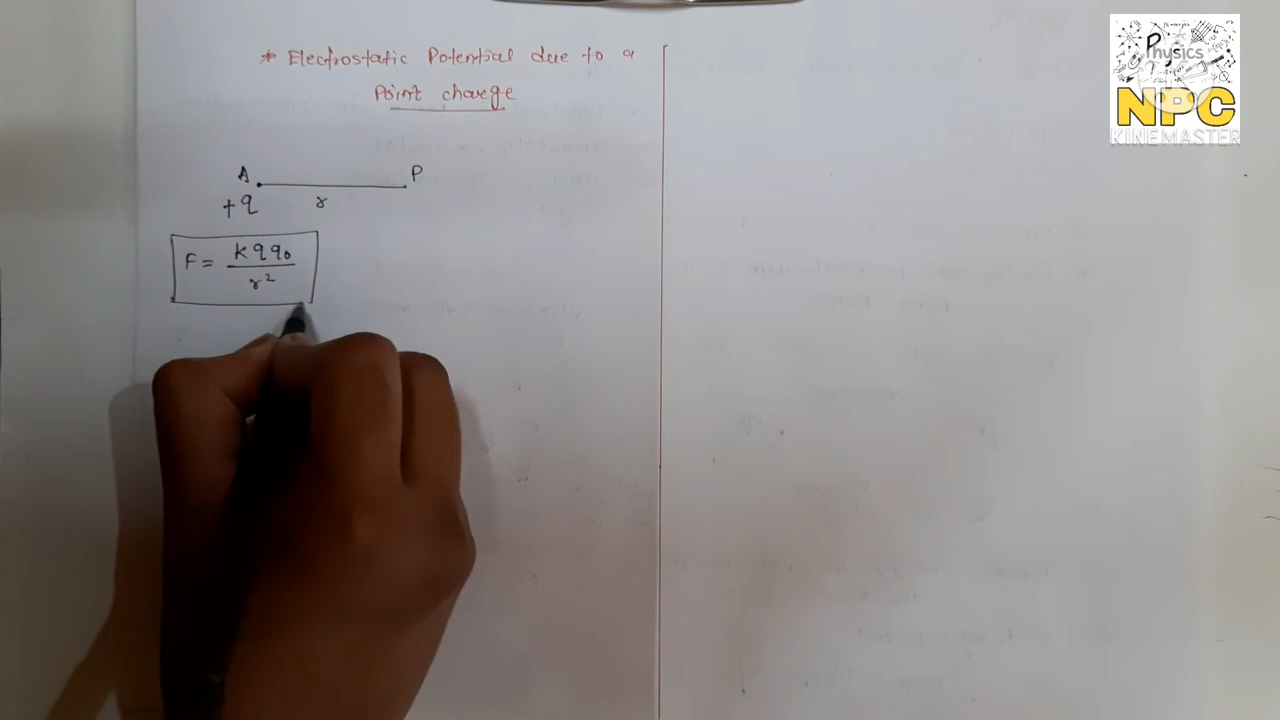 * Electrostatic Potential due to a
Point charge
A P
+q r
F = kqq₀/r²
Physics
NPC
KINEMASTER